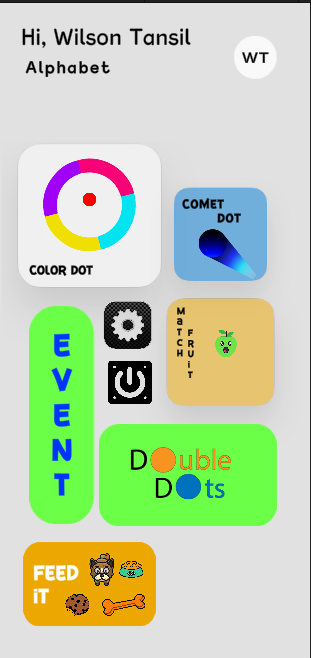 Hi, Wilson Tansil
WT
Alphabet
COLOR DOT
COMET
DOT
EVENT
MaTCH
FRUiT
Double
Dots
FEED
iT